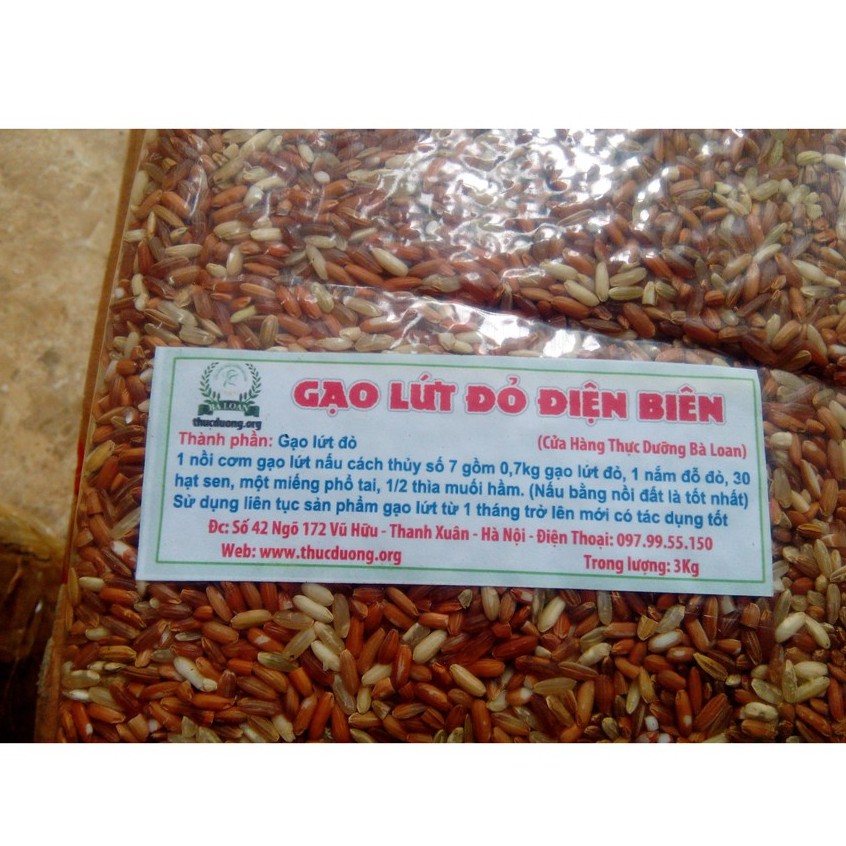 BÀ LOAN
thucduong.org
GẠO LỨT ĐỎ ĐIỆN BIÊN
(Cửa Hàng Thực Dưỡng Bà Loan)
Thành phần: Gạo lứt đỏ
1 nồi cơm gạo lứt nấu cách thủy số 7 gồm 0,7kg gạo lứt đỏ, 1 nắm đỗ đỏ, 30
hạt sen, một miếng phổ tai, 1/2 thìa muối hầm. (Nấu bằng nồi đất là tốt nhất)
Sử dụng liên tục sản phẩm gạo lứt từ 1 tháng trở lên mới có tác dụng tốt
Đc: Số 42 Ngõ 172 Vũ Hữu - Thanh Xuân - Hà Nội - Điện Thoại: 097.99.55.150
Web: www.thucduong.org
Trong lượng: 3Kg